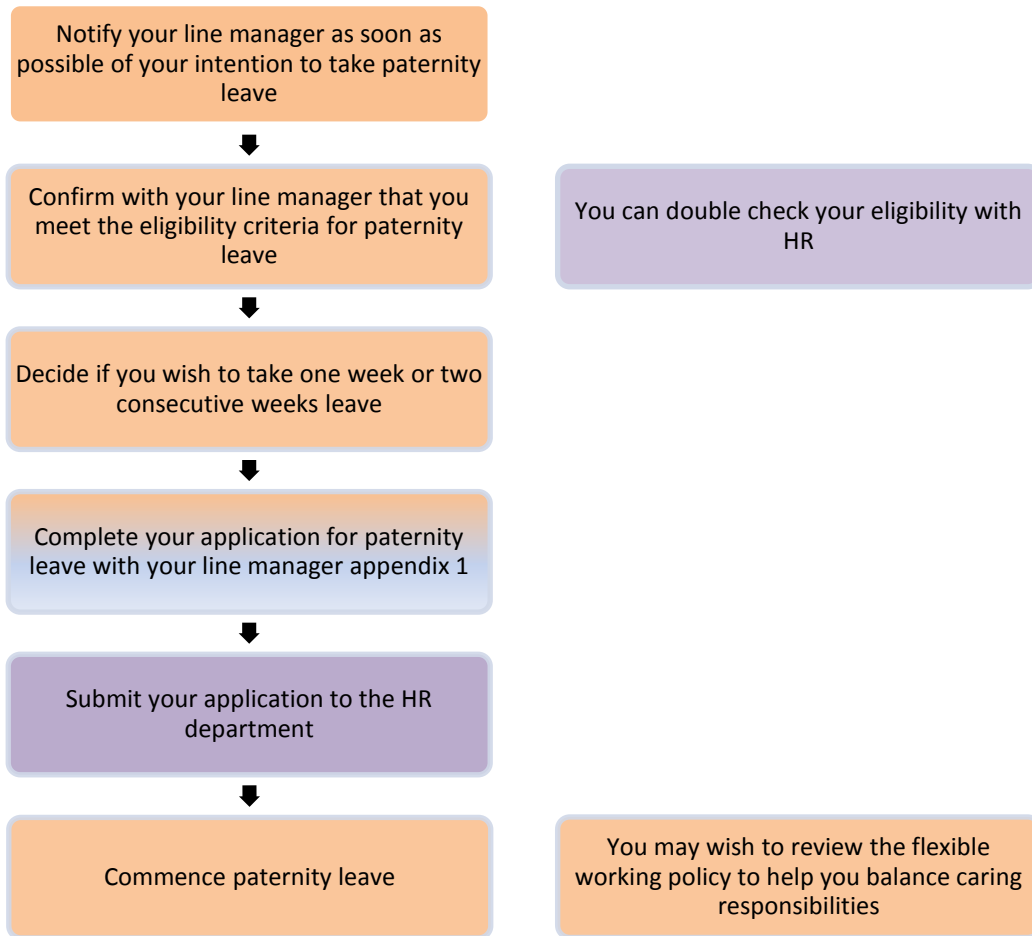 Notify your line manager as soon as
possible of your intention to take paternity
leave
Confirm with your line manager that you
meet the eligibility criteria for paternity
leave
You can double check your eligibility with
HR
Decide if you wish to take one week or two
consecutive weeks leave
Complete your application for paternity
leave with your line manager appendix 1
Submit your application to the HR
department
Commence paternity leave
You may wish to review the flexible
working policy to help you balance caring
responsibilities